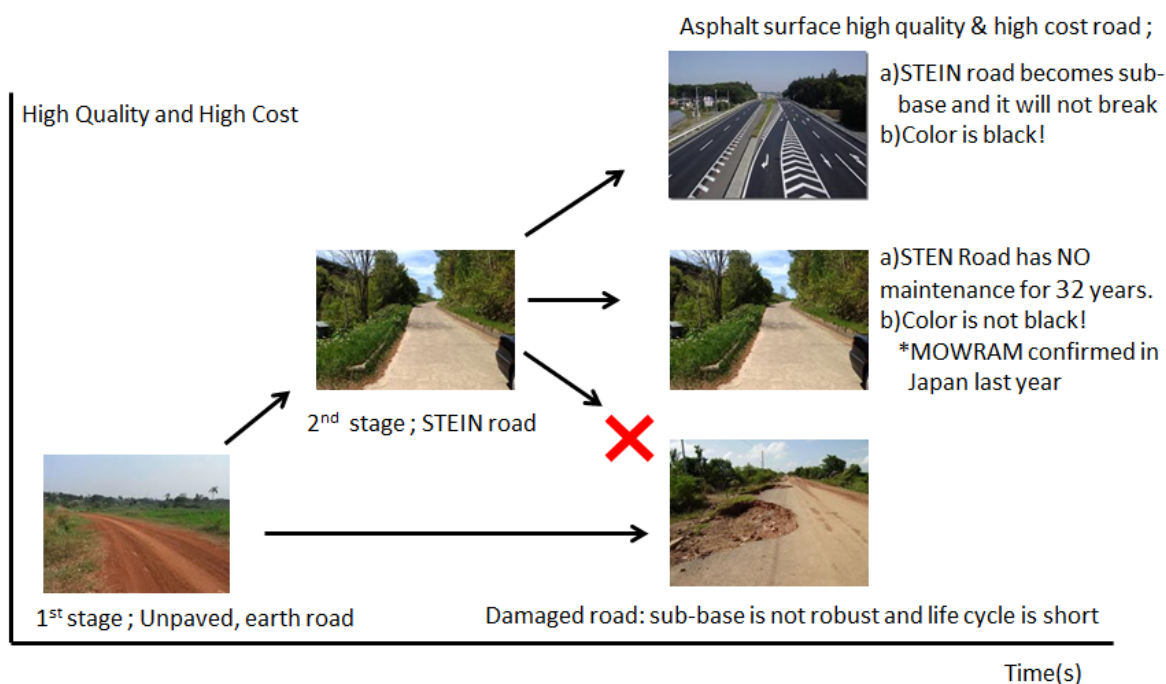 Asphalt surface high quality & high cost road ;
High Quality and High Cost
a)STEIN road becomes sub-
base and it will not break
b)Color is black!
a)STEN Road has NO
maintenance for 32 years.
b)Color is not black!
*MOWRAM confirmed in
Japan last year
2nd stage ; STEIN road
1st stage ; Unpaved, earth road
Damaged road: sub-base is not robust and life cycle is short
Time(s)